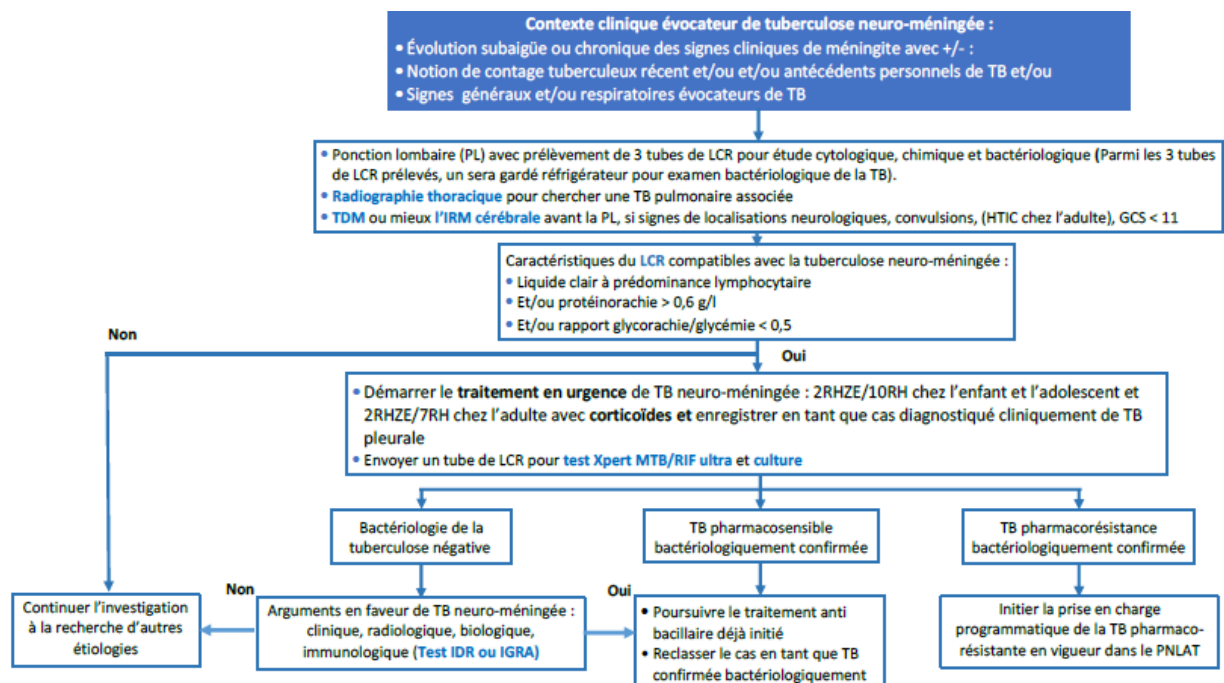 Contexte clinique évocateur de tuberculose neuro-méningée :
• Évolution subaigüe ou chronique des signes cliniques de méningite avec +/- :
• Notion de contage tuberculeux récent et/ou et/ou antécédents personnels de TB et/ou
• Signes généraux et/ou respiratoires évocateurs de TB
• Ponction lombaire (PL) avec prélèvement de 3 tubes de LCR pour étude cytologique, chimique et bactériologique (Parmi les 3 tubes
de LCR prélevés, un sera gardé réfrigérateur pour examen bactériologique de la TB).
• Radiographie thoracique pour chercher une TB pulmonaire associée
• TDM ou mieux l'IRM cérébrale avant la PL, si signes de localisations neurologiques, convulsions, (HTIC chez l'adulte), GCS < 11
Caractéristiques du LCR compatibles avec la tuberculose neuro-méningée :
• Liquide clair à prédominance lymphocytaire
• Et/ou protéinorachie > 0,6 g/l
• Et/ou rapport glycorachie/glycémie < 0,5
Non
Oui
• Démarrer le traitement en urgence de TB neuro-méningée : 2RHZE/10RH chez l'enfant et l'adolescent et
2RHZE/7RH chez l'adulte avec corticoïdes et enregistrer en tant que cas diagnostiqué cliniquement de TB
pleurale
• Envoyer un tube de LCR pour test Xpert MTB/RIF ultra et culture
Bactériologie de la
tuberculose négative
TB pharmacosensible
bactériologiquement confirmée
TB pharmacorésistance
bactériologiquement confirmée
Non
Oui
Continuer l'investigation
à la recherche d'autres
étiologies
Arguments en faveur de TB neuro-méningée :
clinique, radiologique, biologique,
immunologique (Test IDR ou IGRA)
• Poursuivre le traitement anti
bacillaire déjà initié
• Reclasser le cas en tant que TB
confirmée bactériologiquement
Initier la prise en charge
programmatique de la TB pharmaco-
résistante en vigueur dans le PNLAT